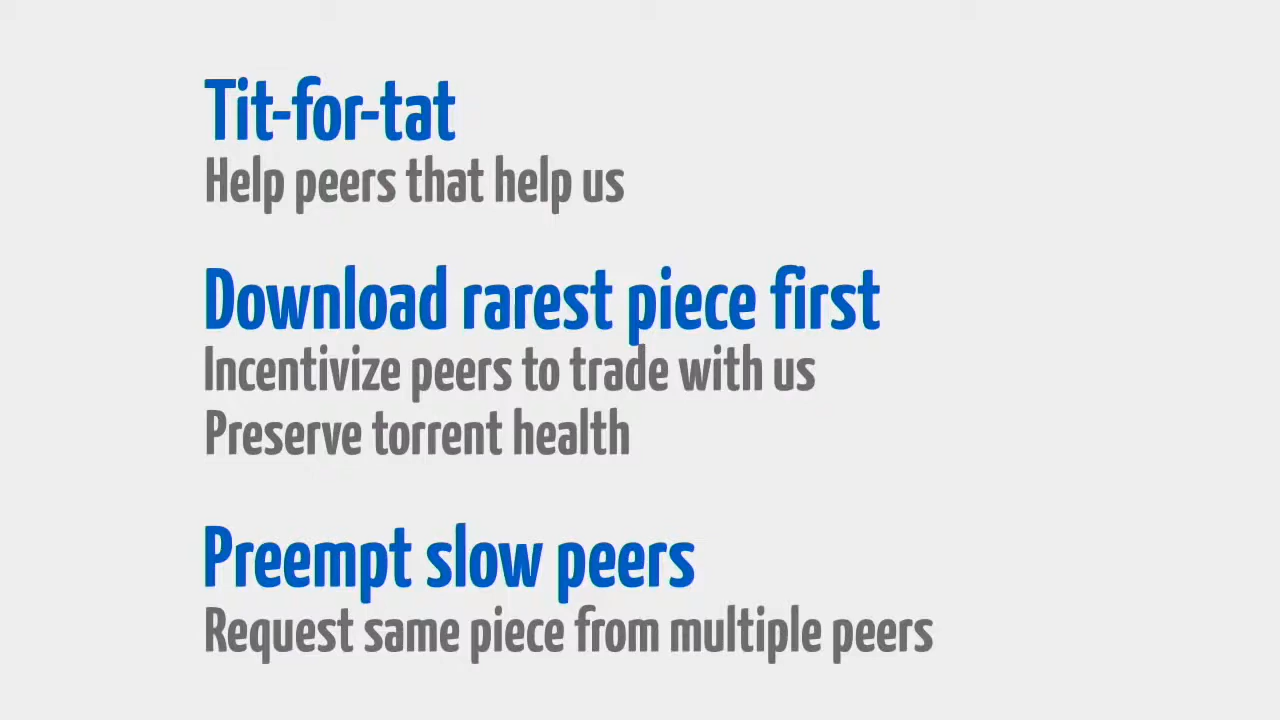 Tit-for-tat
Help peers that help us
Download rarest piece first
Incentivize peers to trade with us
Preserve torrent health
Preempt slow peers
Request same piece from multiple peers